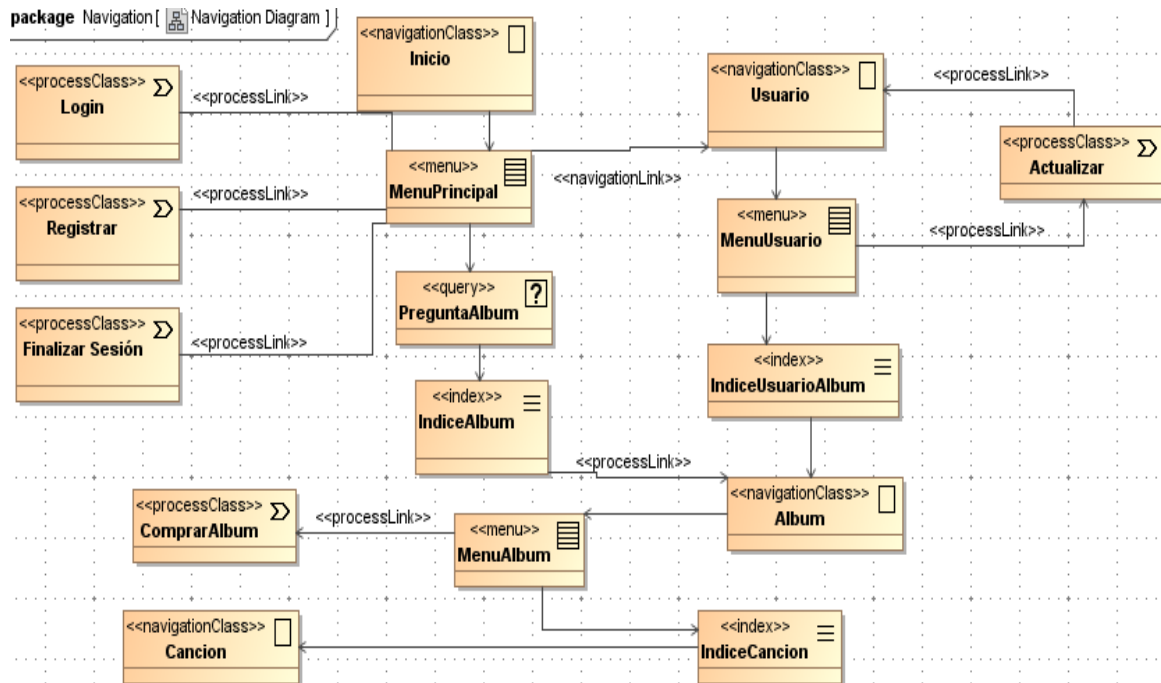 package Navigation [ Navigation Diagram ]
<<navigationClass>>
Inicio
<<navigationClass>>
Usuario
<<processLink>>
<<processClass>>
Login
<<processLink>>
<<processClass>>
Actualizar
<<menu>>
MenuPrincipal
<<navigationLink>>
<<processClass>>
Registrar
<<processLink>>
<<menu>>
MenuUsuario
<<processLink>>
<<query>>
?
PreguntaAlbum
<<processClass>>
Finalizar Sesión
<<processLink>>
<<index>>
IndiceUsuarioAlbum
<<index>>
IndiceAlbum
<<processLink>>
<<navigationClass>>
Album
<<processClass>>
ComprarAlbum
<<processLink>>
<<menu>>
MenuAlbum
<<navigationClass>>
Cancion
<<index>>
IndiceCancion